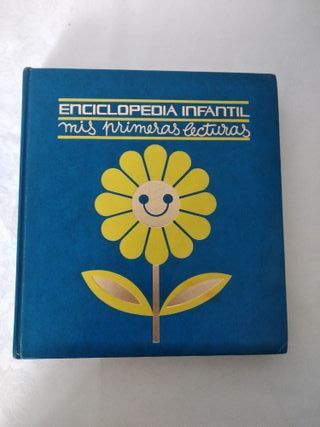 ENCICLOPEDIA INFANTIL
mis primeras lecturas